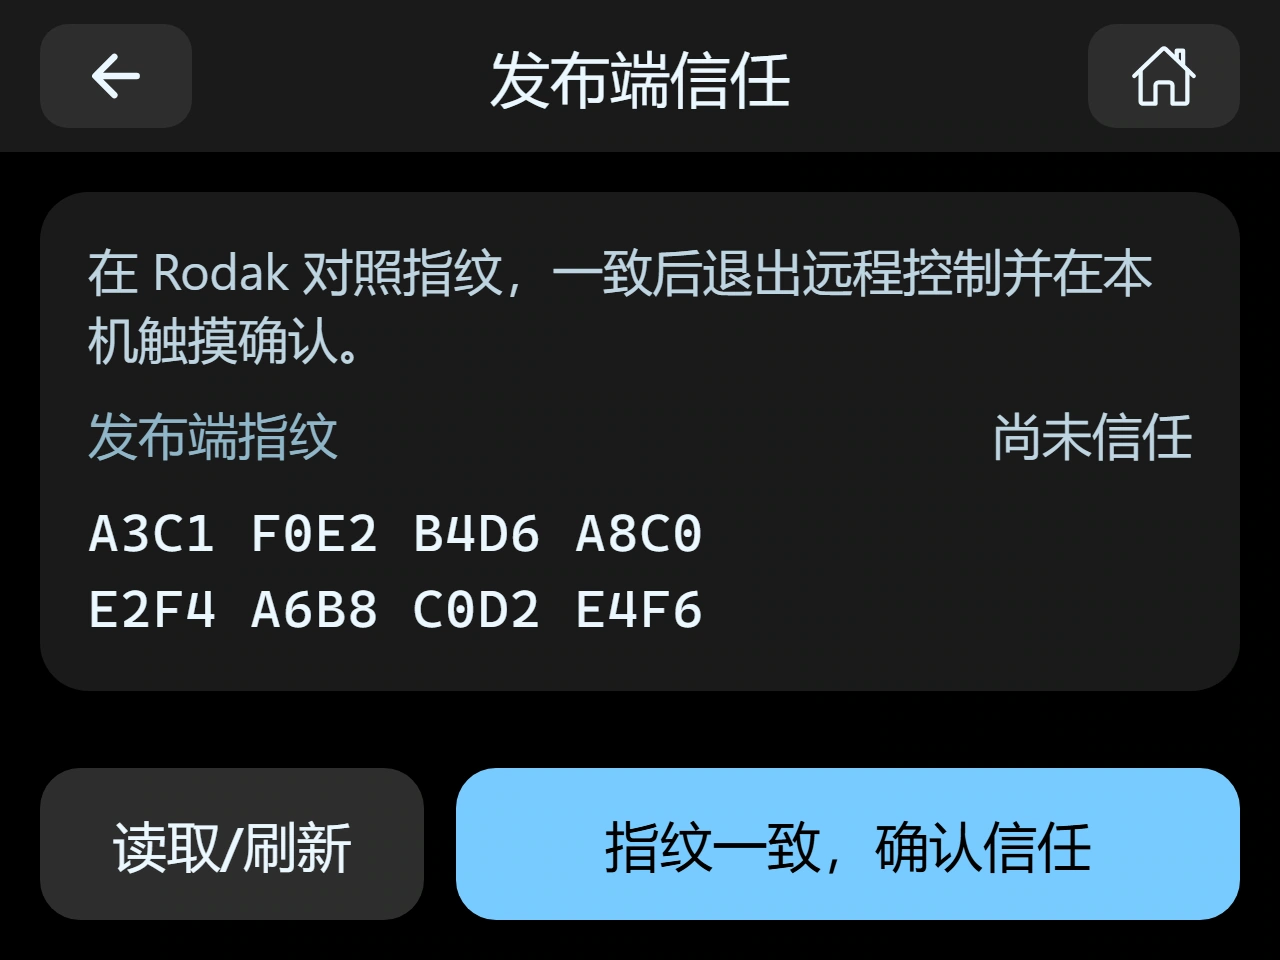 发布端信任
在 Rodak 对照指纹，一致后退出远程控制并在本
机触摸确认。
发布端指纹 尚未信任
A3C1 F0E2 B4D6 A8C0
E2F4 A6B8 C0D2 E4F6
读取/刷新 指纹一致，确认信任